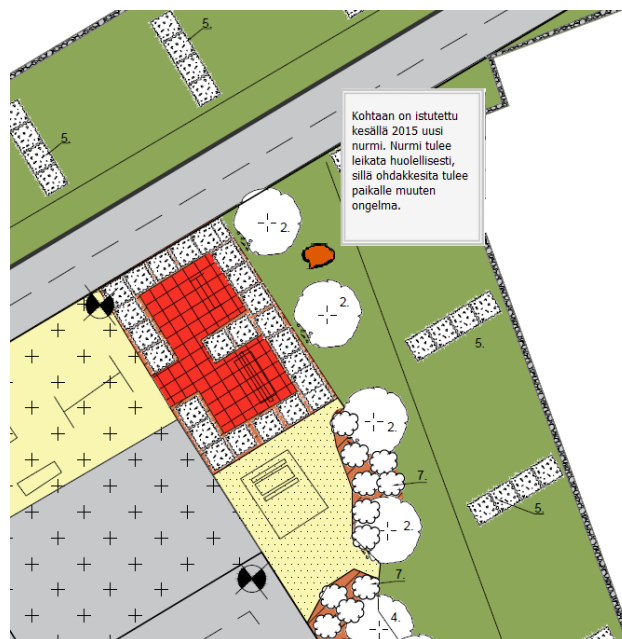 5.
5.
Kohtaan on istutettu
kesällä 2015 uusi
nurmi. Nurmi tulee
leikata huolellisesti,
sillä ohdakkesita tulee
paikalle muuten
ongelma.
2.
2.
5.
2.
7.
5.
2.
7.
4.